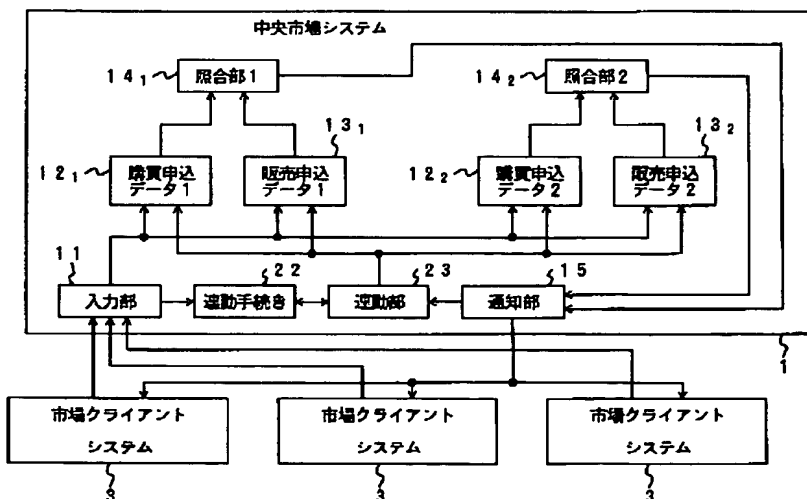 中央市場システム
14₁
照合部1
14₂
照合部2
13₁
13₂
12₁
購買申込
データ1
販売申込
データ1
12₂
購買申込
データ2
販売申込
データ2
11
22
23
15
入力部
連動手続き
連動部
通知部
1
市場クライアント
システム
市場クライアント
システム
市場クライアント
システム
3
3
3